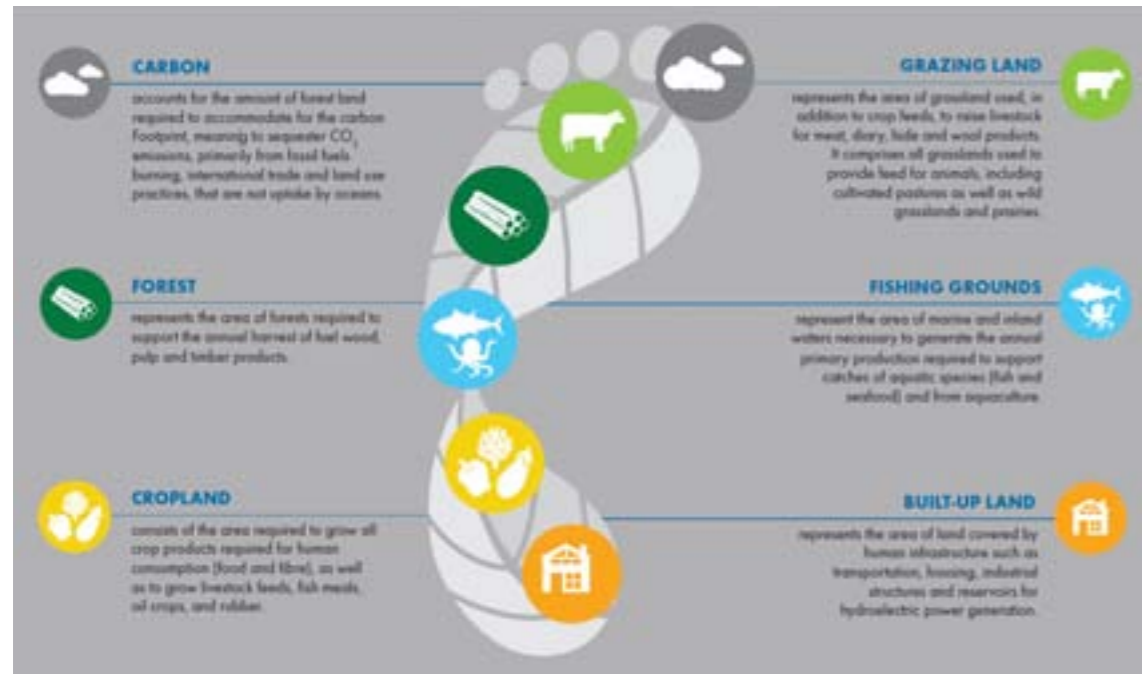 CARBON
accounts for the amount of forest land
required to accommodate for the carbon
Footprint, meaning to sequester CO2
emissions, primarily from fossil fuels
burning, international trade and land use
practices, that are not uptake by oceans.
FOREST
represents the area of forests required to
support the annual harvest of fuel wood,
pulp and timber products.
CROPLAND
consists of the area required to grow all
crop products required for human
consumption (food and fibre), as well
as to grow livestock feeds, fish meals,
oil crops, and rubber.
GRAZING LAND
represents the area of grassland used, in
addition to crop feeds, to raise livestock
for meat, diary, hide and wool products.
It comprises all grasslands used to
provide feed for animals, including
cultivated pastures as well as wild
grasslands and prairies.
FISHING GROUNDS
represent the area of marine and inland
waters necessary to generate the annual
primary production required to support
catches of aquatic species (fish and
seafood) and from aquaculture.
BUILT-UP LAND
represents the area of land covered by
human infrastructure such as
transportation, housing, industrial
structures and reservoirs for
hydroelectric power generation.